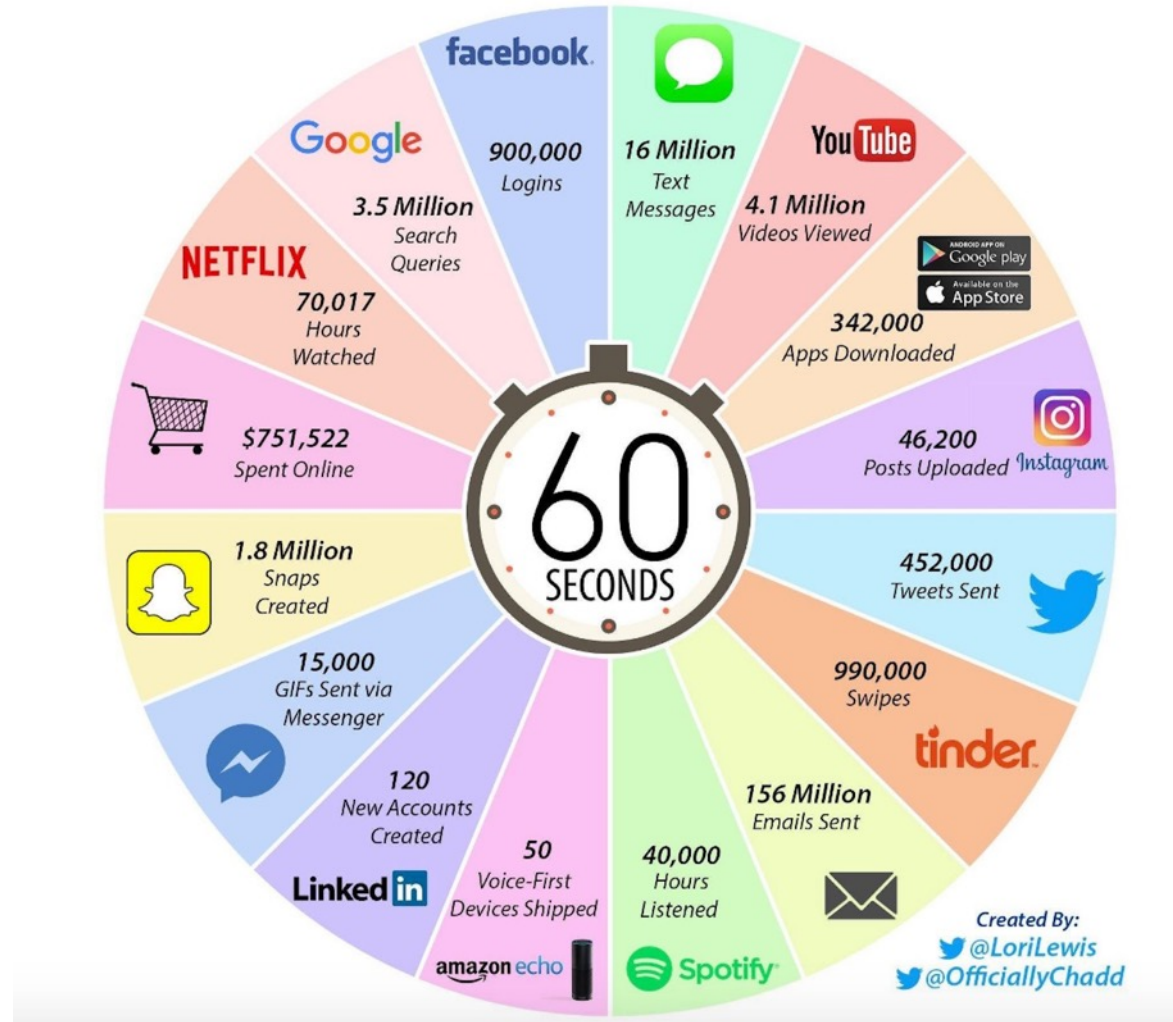 facebook
900,000
Logins
16 Million
Text
Messages
YouTube
4.1 Million
Videos Viewed
ANDROID APP ON
Google play
Available on the
App Store
342,000
Apps Downloaded
46,200
Posts Uploaded
Instagram
452,000
Tweets Sent
990,000
Swipes
tinder
156 Million
Emails Sent
40,000
Hours
Listened
Spotify
50
Voice-First
Devices Shipped
amazon echo
120
New Accounts
Created
Linked in
15,000
GIFs Sent via
Messenger
1.8 Million
Snaps
Created
$751,522
Spent Online
NETFLIX
70,017
Hours
Watched
Google
3.5 Million
Search
Queries
60
SECONDS
Created By:
@LoriLewis
@OfficiallyChadd